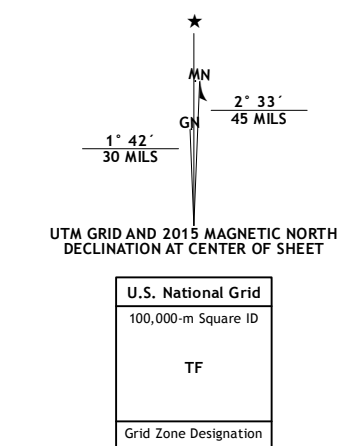 ★
MN
2° 33´
45 MILS
GN
1° 42´
30 MILS
UTM GRID AND 2015 MAGNETIC NORTH
DECLINATION AT CENTER OF SHEET
U.S. National Grid
100,000-m Square ID
TF
Grid Zone Designation